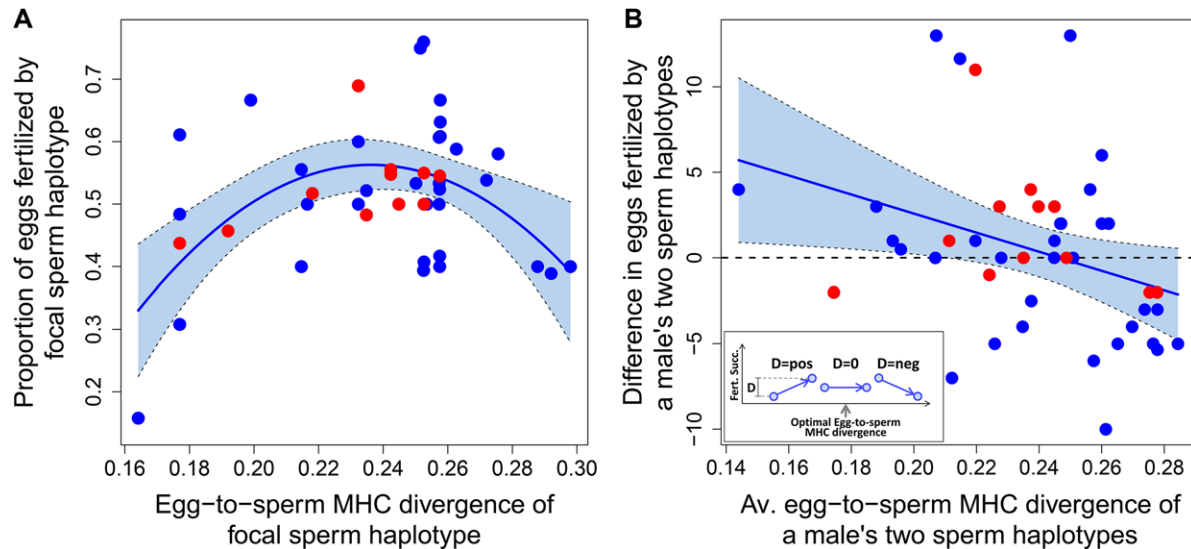 A
Proportion of eggs fertilized by
focal sperm haplotype
0.7
0.6
0.5
0.4
0.3
0.2
0.16 0.18 0.20 0.22 0.24 0.26 0.28 0.30
Egg−to−sperm MHC divergence of
focal sperm haplotype
B
Difference in eggs fertilized by
a male's two sperm haplotypes
10
5
0
−5
−10
Fert. Succ.
D
D=pos D=0 D=neg
Optimal Egg-to-sperm
MHC divergence
0.14 0.16 0.18 0.20 0.22 0.24 0.26 0.28
Av. egg−to−sperm MHC divergence of
a male's two sperm haplotypes